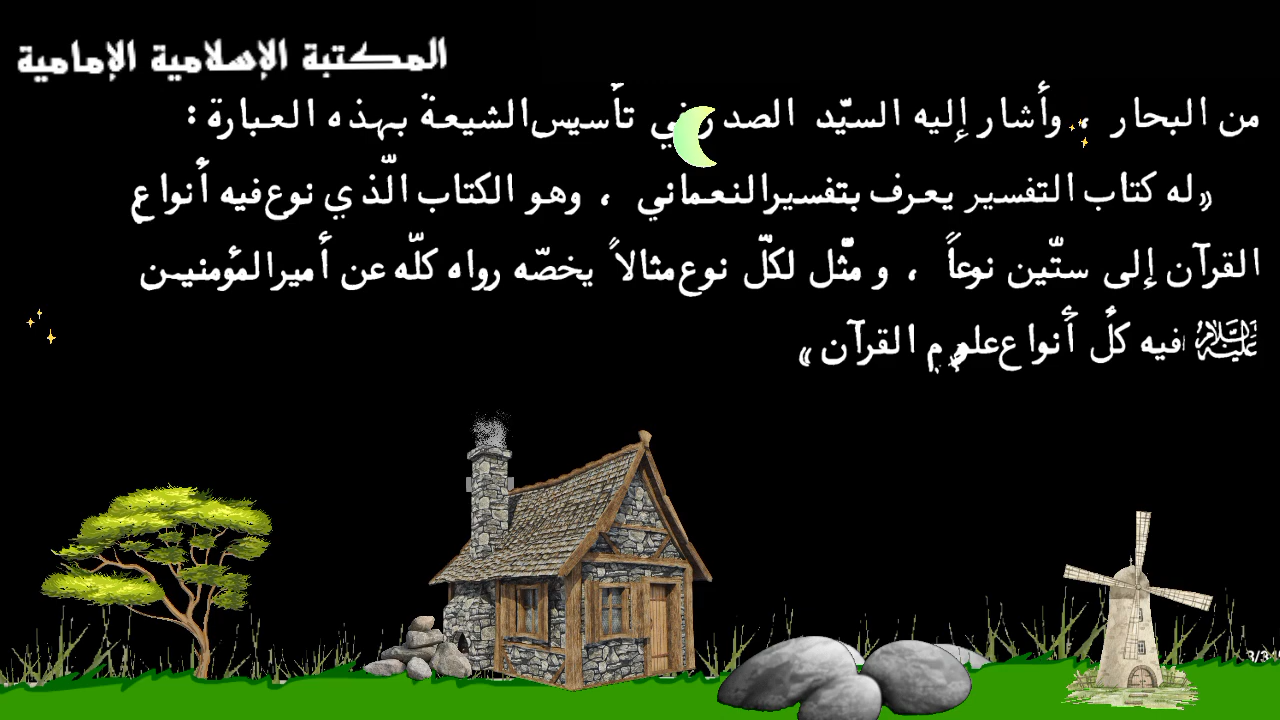 المكتبة الإسلامية الإمامية
من البحار ، وأشار إليه السيّد الصدر في تأسيس الشيعة بهذه العبارة :
« له كتاب التفسير يعرف بتفسير النعماني ، وهو الكتاب الّذي نوع فيه أنواع
القرآن إلى ستّين نوعاً ، و مثّل لكلّ نوع مثالاً يخصّه رواه كلّه عن أمير المؤمنين
عليه السلام فيه كلّ أنواع علوم القرآن »